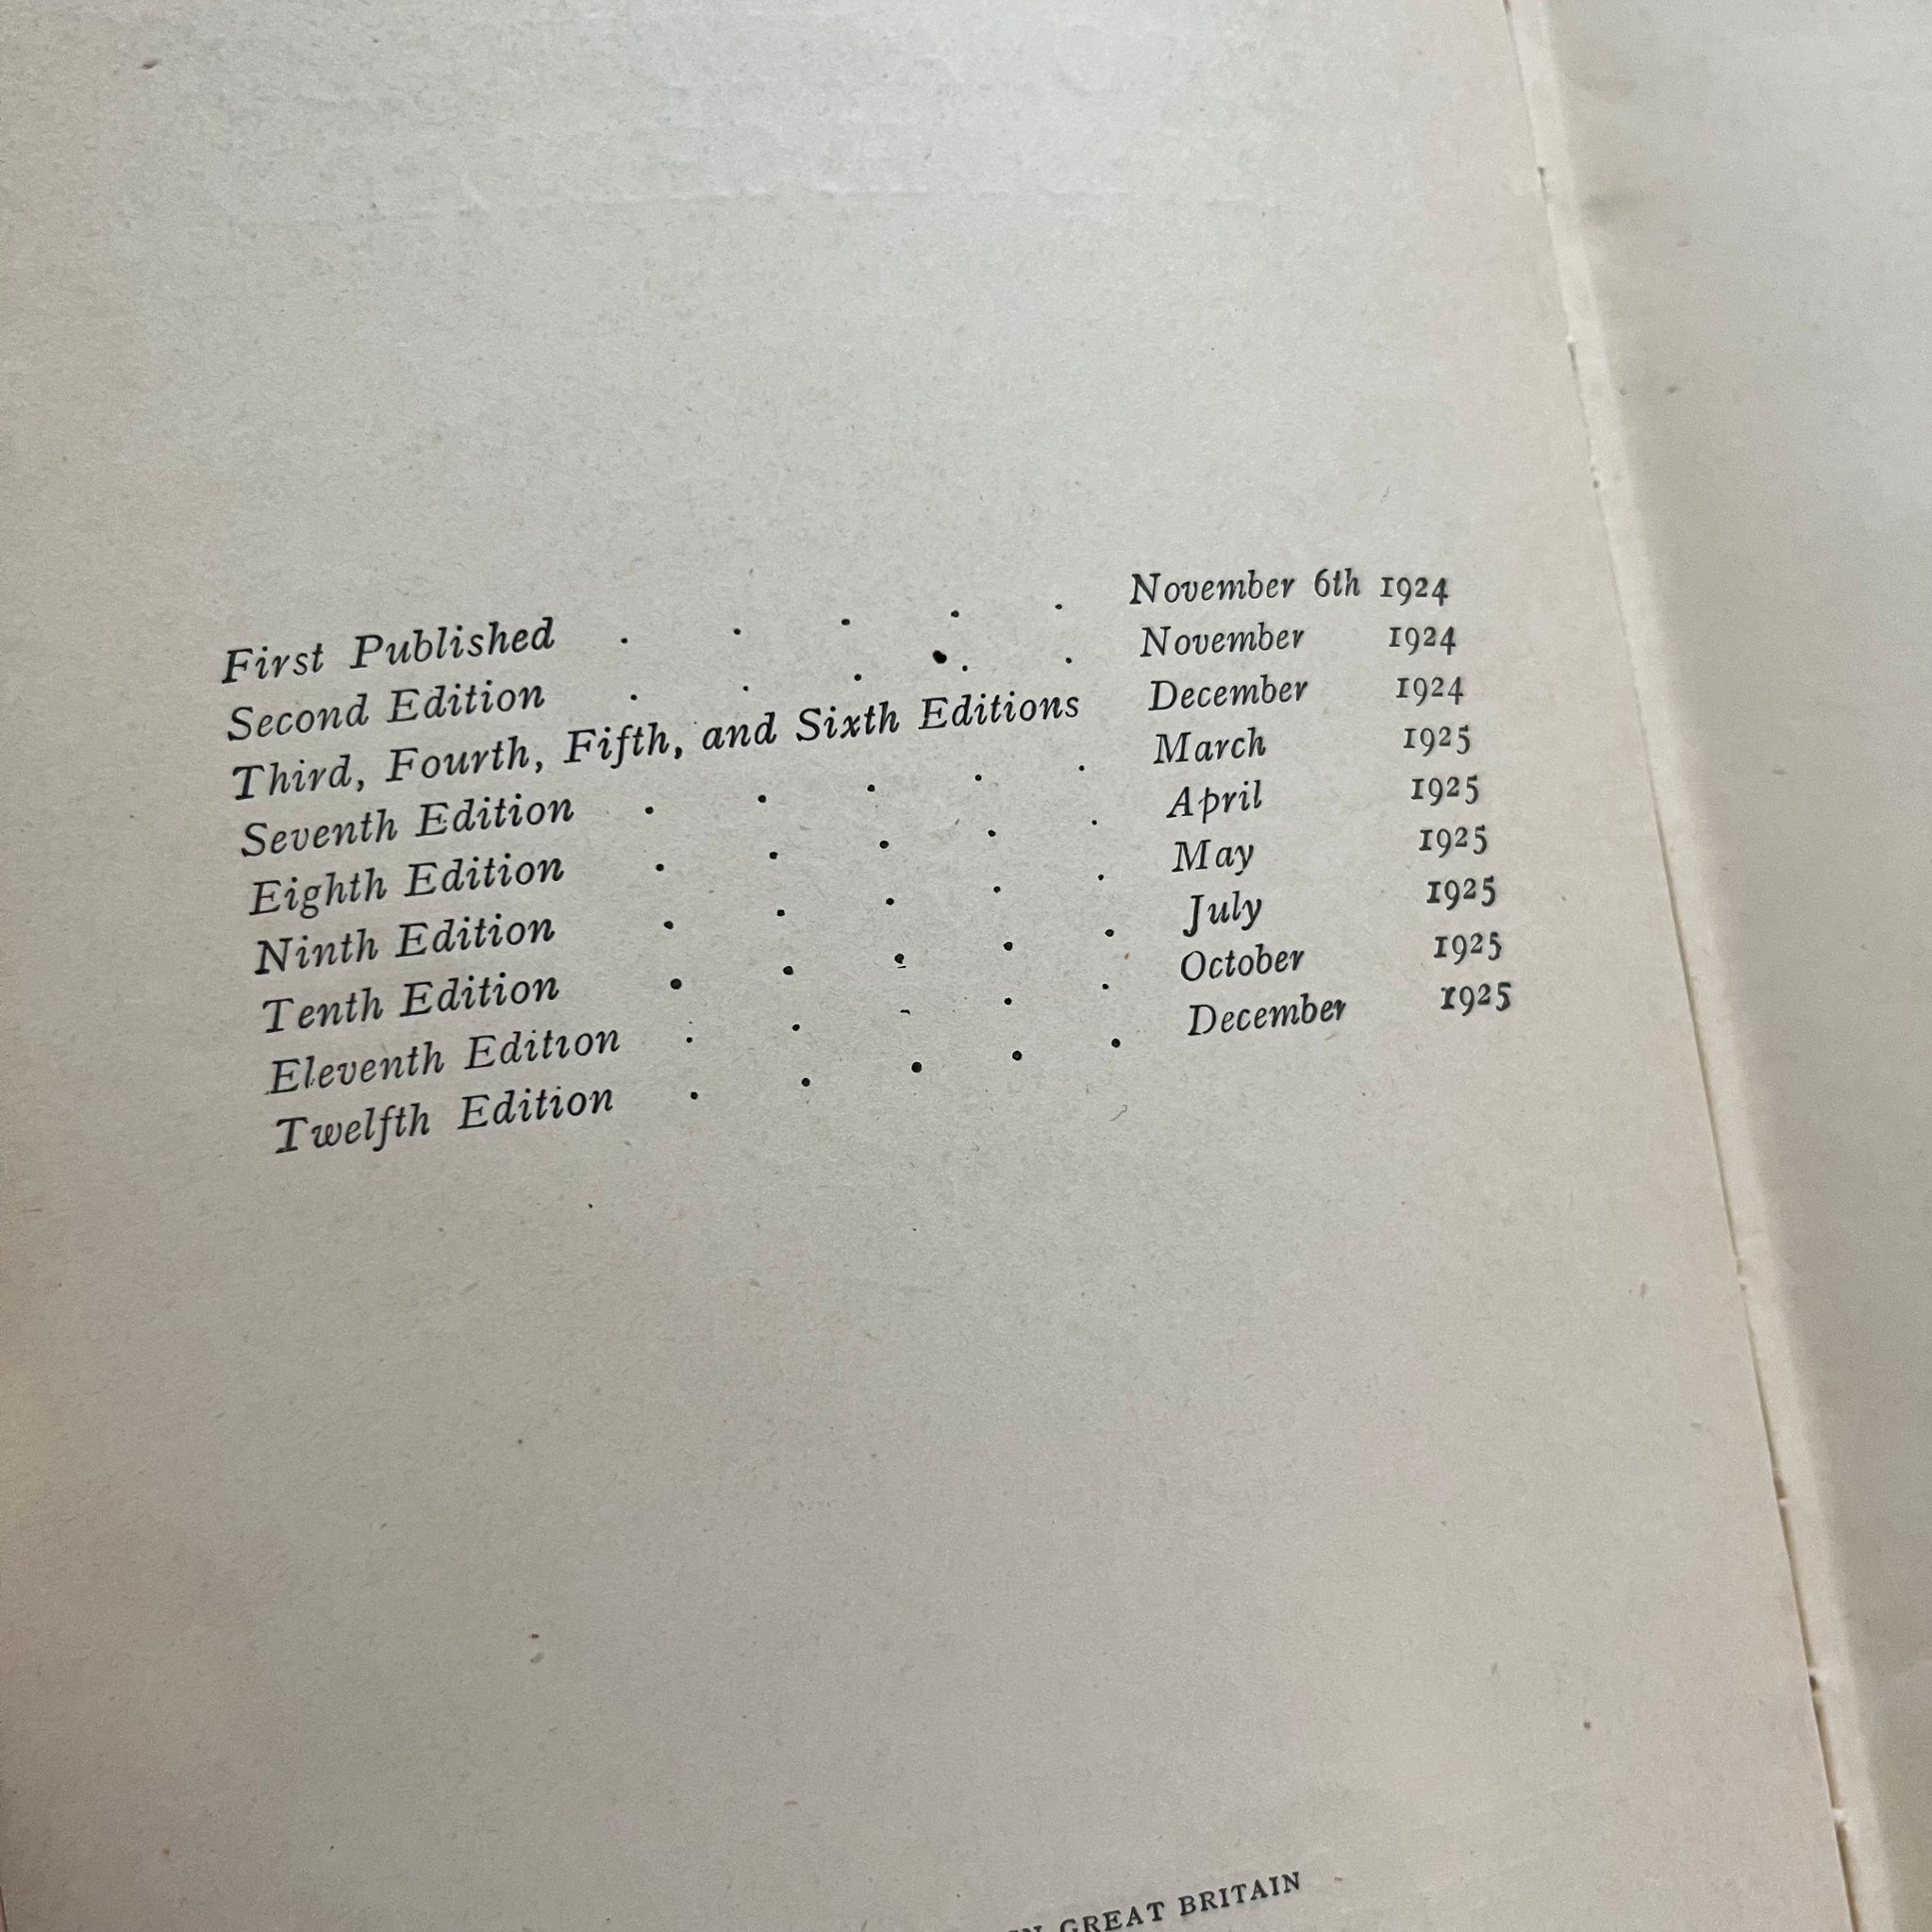 First Published . . . . . November 6th 1924
Second Edition . . . . . November 1924
Third, Fourth, Fifth, and Sixth Editions December 1924
Seventh Edition . . . . . March 1925
Eighth Edition . . . . . April 1925
Ninth Edition . . . . . May 1925
Tenth Edition . . . . . July 1925
Eleventh Edition . . . . . October 1925
Twelfth Edition . . . . . December 1925
GREAT BRITAIN